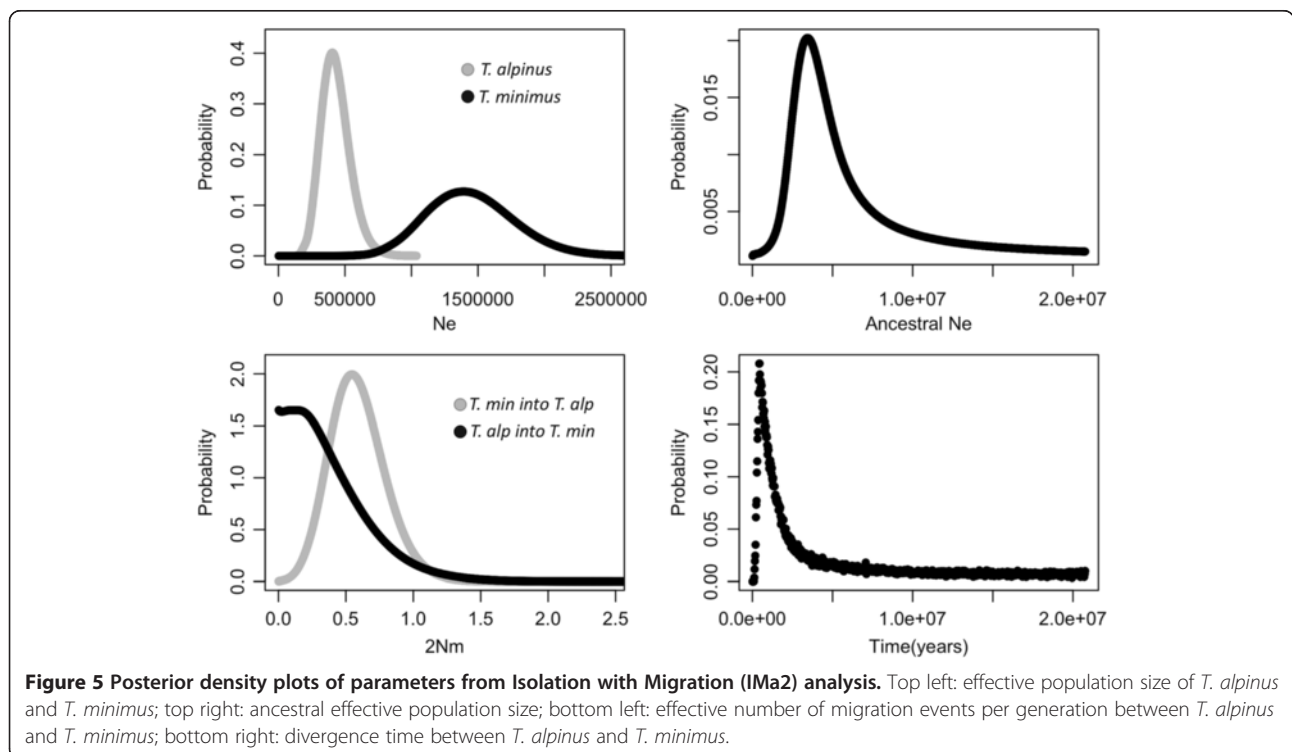 0.4
0.3
0.2
0.1
0.0
Probability
T. alpinus
T. minimus
0
500000
1500000
2500000
Ne
0.015
0.005
Probability
0.0e+00
1.0e+07
2.0e+07
Ancestral Ne
2.0
1.5
1.0
0.5
0.0
Probability
T. min into T. alp
T. alp into T. min
0.0
0.5
1.0
1.5
2.0
2.5
2Nm
0.20
0.15
0.10
0.05
0.00
Probability
0.0e+00
1.0e+07
2.0e+07
Time(years)
Figure 5 Posterior density plots of parameters from Isolation with Migration (IMa2) analysis. Top left: effective population size of T. alpinus
and T. minimus; top right: ancestral effective population size; bottom left: effective number of migration events per generation between T. alpinus
and T. minimus; bottom right: divergence time between T. alpinus and T. minimus.